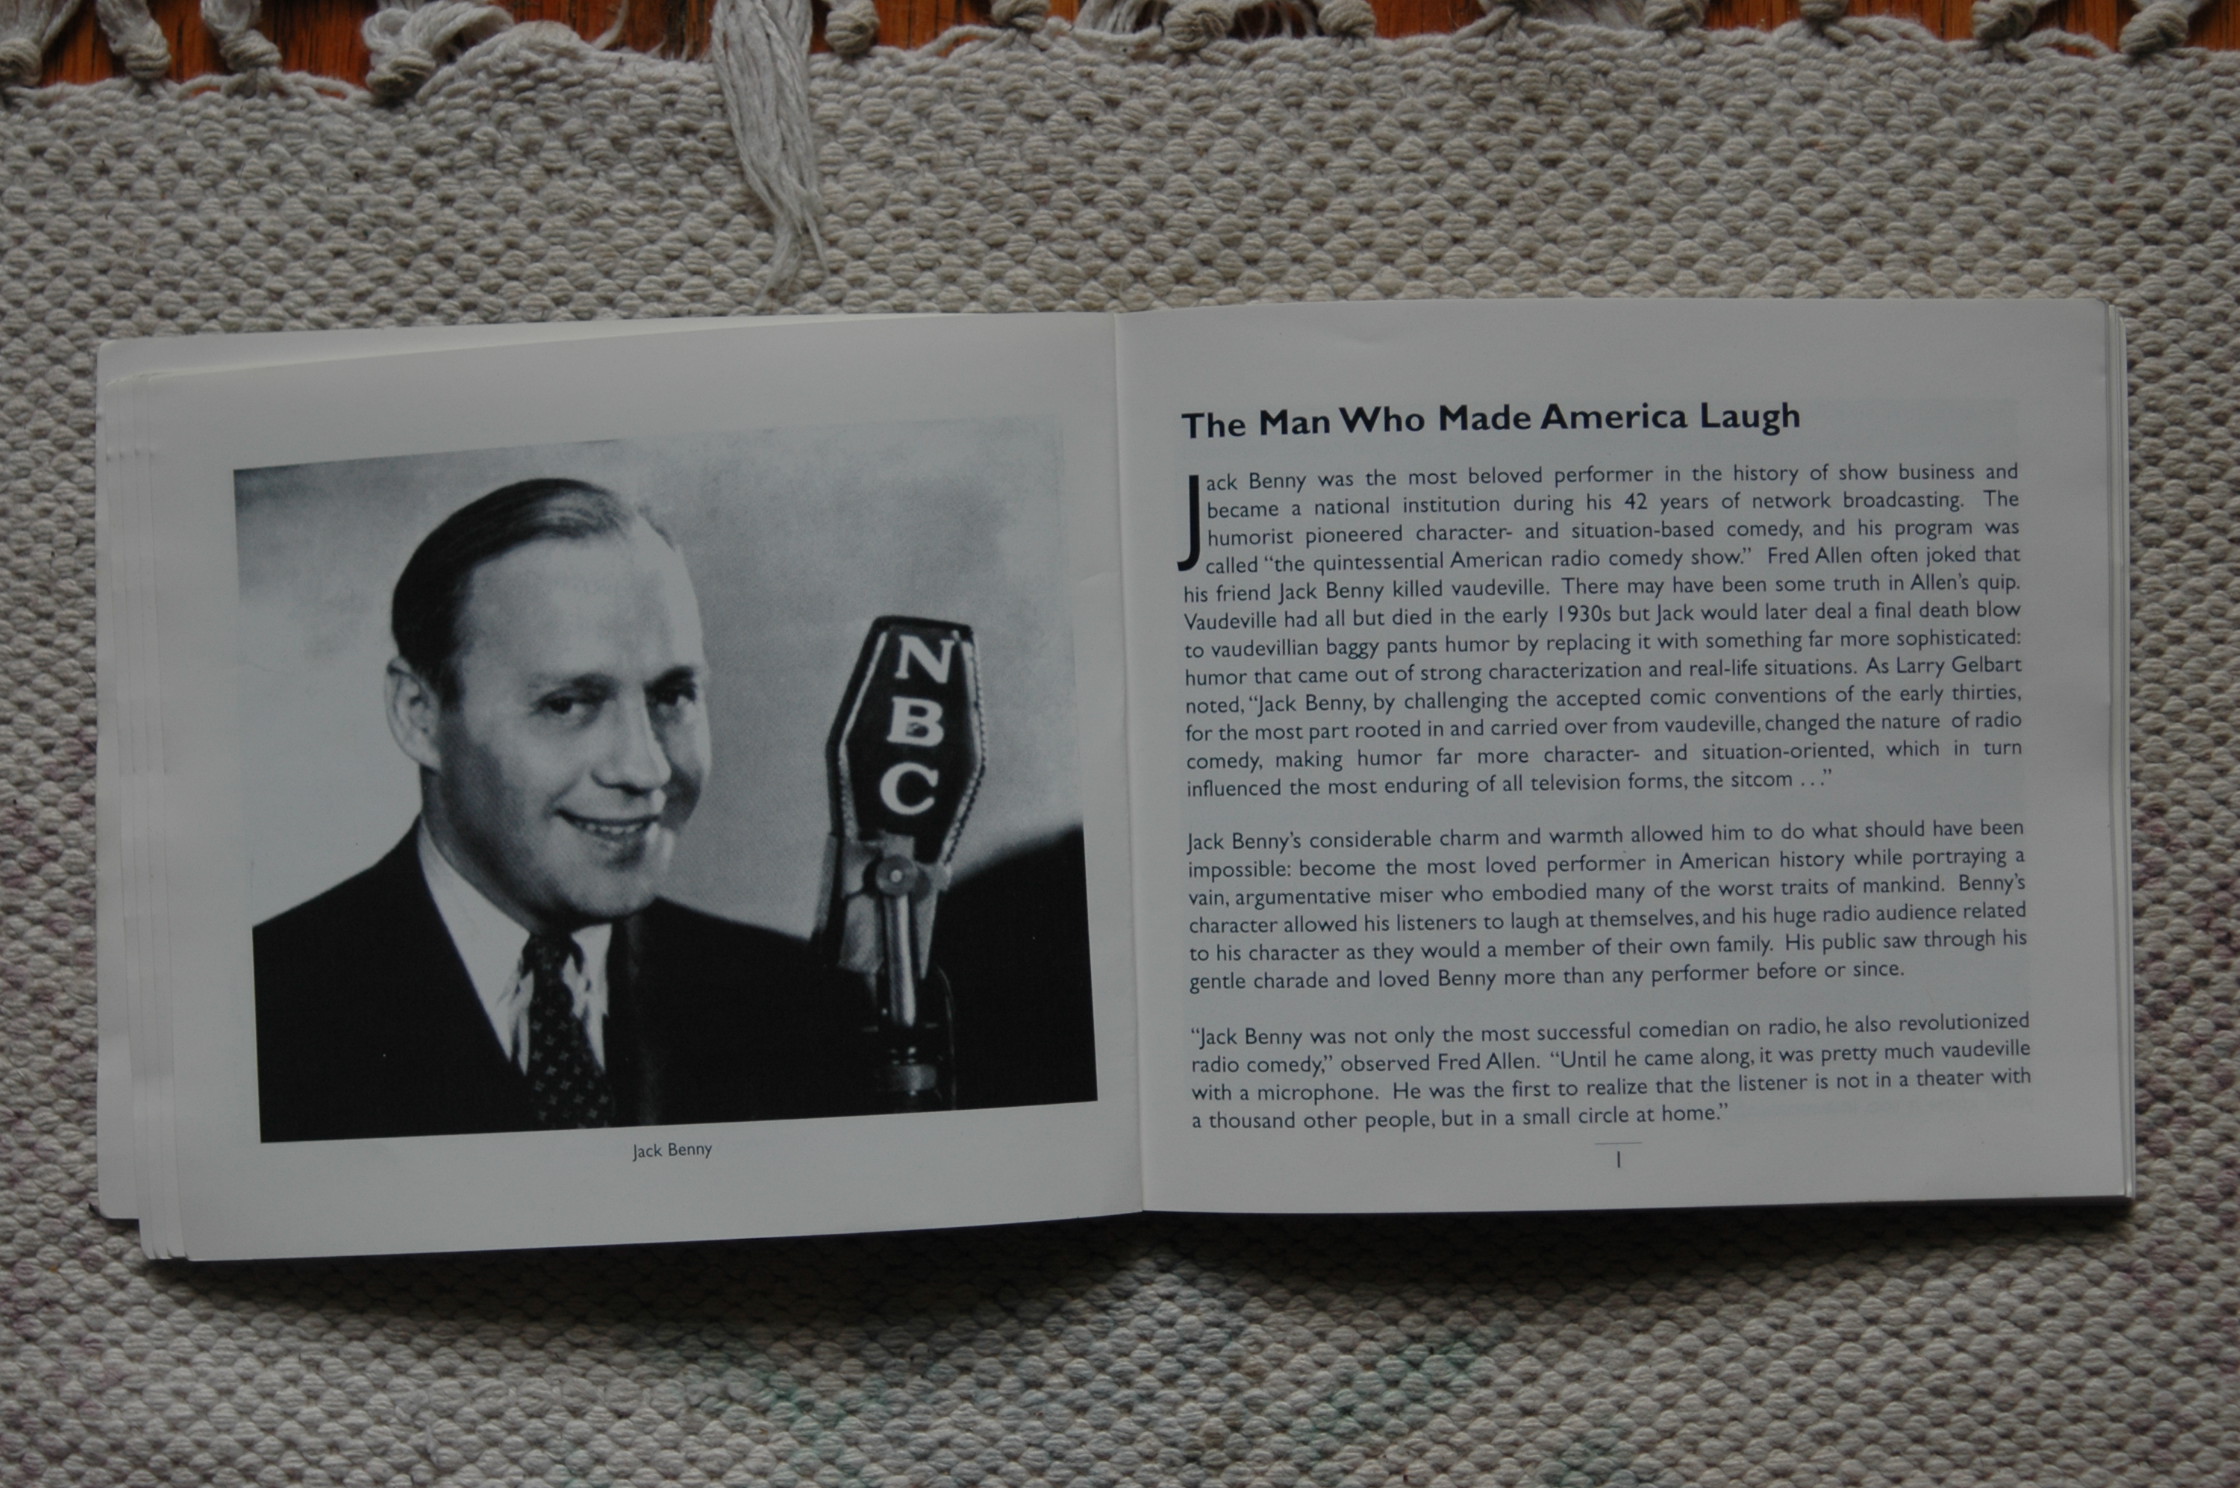 N
B
C
Jack Benny
The Man Who Made America Laugh
Jack Benny was the most beloved performer in the history of show business and
became a national institution during his 42 years of network broadcasting. The
humorist pioneered character- and situation-based comedy, and his program was
called “the quintessential American radio comedy show.” Fred Allen often joked that
his friend Jack Benny killed vaudeville. There may have been some truth in Allen’s quip.
Vaudeville had all but died in the early 1930s but Jack would later deal a final death blow
to vaudevillian baggy pants humor by replacing it with something far more sophisticated:
humor that came out of strong characterization and real-life situations. As Larry Gelbart
noted, “Jack Benny, by challenging the accepted comic conventions of the early thirties,
for the most part rooted in and carried over from vaudeville, changed the nature of radio
comedy, making humor far more character- and situation-oriented, which in turn
influenced the most enduring of all television forms, the sitcom . . .”
Jack Benny’s considerable charm and warmth allowed him to do what should have been
impossible: become the most loved performer in American history while portraying a
vain, argumentative miser who embodied many of the worst traits of mankind. Benny’s
character allowed his listeners to laugh at themselves, and his huge radio audience related
to his character as they would a member of their own family. His public saw through his
gentle charade and loved Benny more than any performer before or since.
“Jack Benny was not only the most successful comedian on radio, he also revolutionized
radio comedy,” observed Fred Allen. “Until he came along, it was pretty much vaudeville
with a microphone. He was the first to realize that the listener is not in a theater with
a thousand other people, but in a small circle at home.”
1